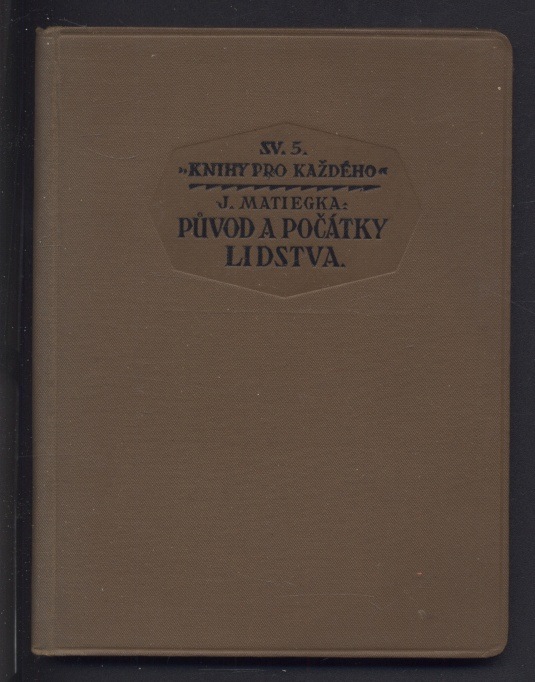 SV. 5.
„KNIHY PRO KAŽDÉHO“
J. MATIEGKA:
PŮVOD A POČÁTKY
LIDSTVA.